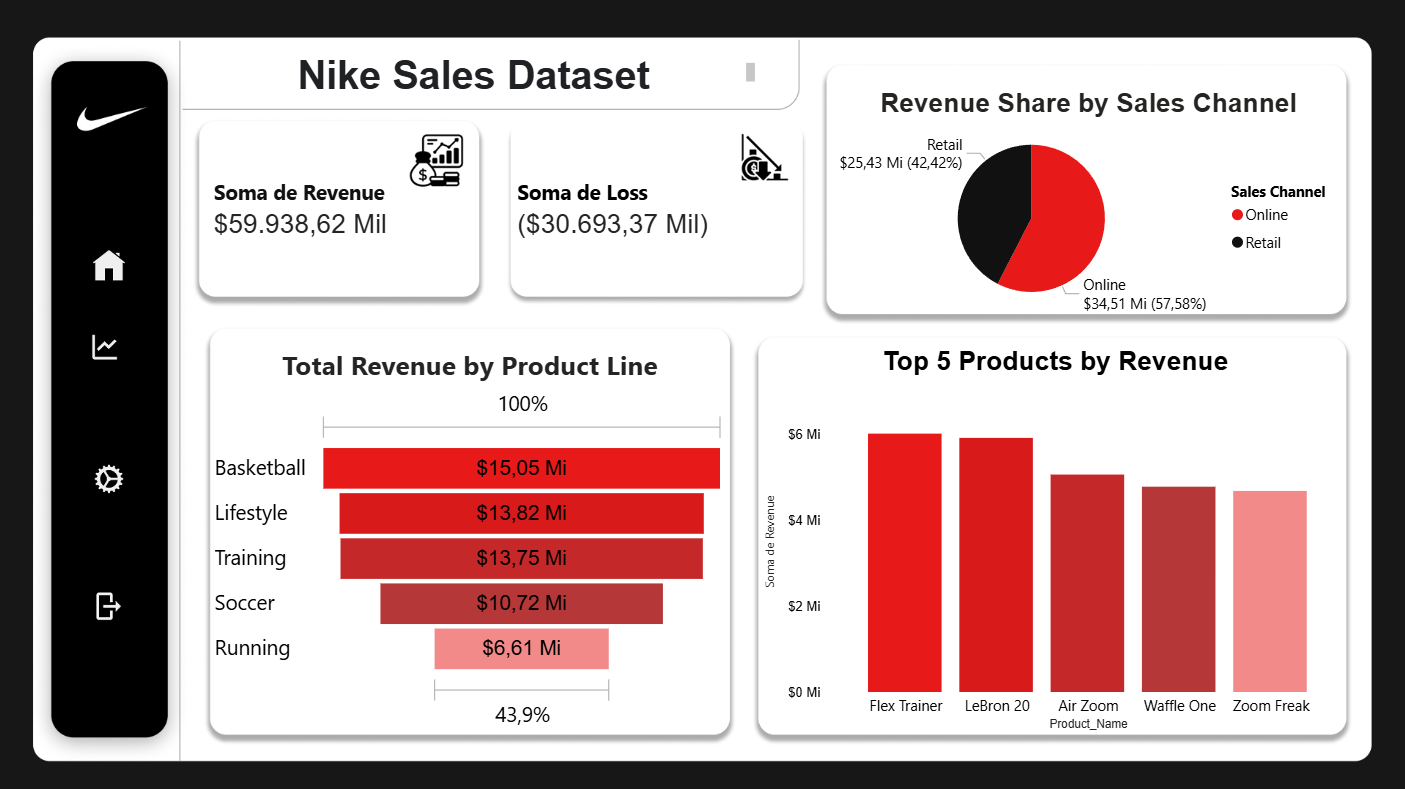 Nike Sales Dataset
Soma de Revenue
$59.938,62 Mil
Soma de Loss
($30.693,37 Mil)
Revenue Share by Sales Channel
Retail
$25,43 Mi (42,42%)
Online
$34,51 Mi (57,58%)
Sales Channel
Online
Retail
Total Revenue by Product Line
100%
Basketball $15,05 Mi
Lifestyle $13,82 Mi
Training $13,75 Mi
Soccer $10,72 Mi
Running $6,61 Mi
43,9%
Top 5 Products by Revenue
Soma de Revenue
$6 Mi
$4 Mi
$2 Mi
$0 Mi
Flex Trainer LeBron 20 Air Zoom Waffle One Zoom Freak
Product_Name